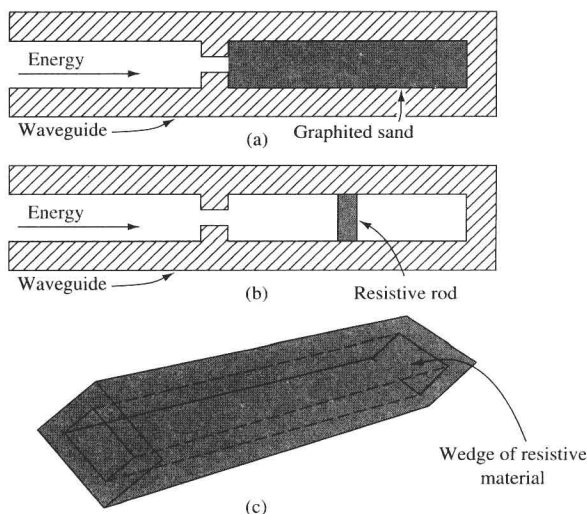 Energy
Waveguide
(a)
Graphited sand
Energy
Waveguide
(b)
Resistive rod
Wedge of resistive
material
(c)